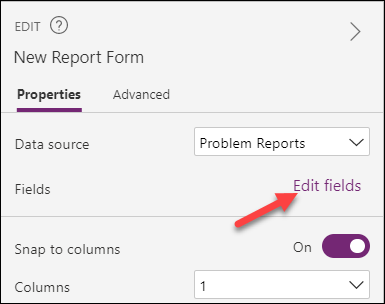 EDIT ?
New Report Form
Properties Advanced
Data source Problem Reports
Fields Edit fields
Snap to columns On
Columns 1